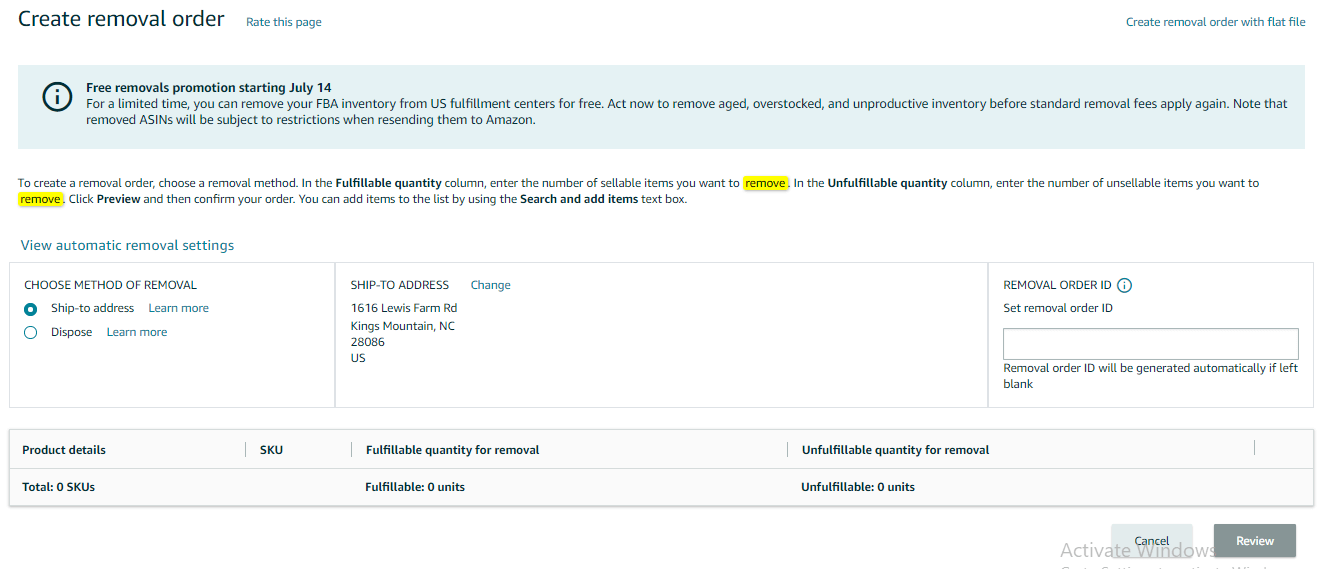 Create removal order Rate this page Create removal order with flat file
Free removals promotion starting July 14
For a limited time, you can remove your FBA inventory from US fulfillment centers for free. Act now to remove aged, overstocked, and unproductive inventory before standard removal fees apply again. Note that
removed ASINs will be subject to restrictions when resending them to Amazon.
To create a removal order, choose a removal method. In the Fulfillable quantity column, enter the number of sellable items you want to remove. In the Unfulfillable quantity column, enter the number of unsellable items you want to
remove. Click Preview and then confirm your order. You can add items to the list by using the Search and add items text box.
View automatic removal settings
CHOOSE METHOD OF REMOVAL
Ship-to address Learn more
Dispose Learn more
SHIP-TO ADDRESS Change
1616 Lewis Farm Rd
Kings Mountain, NC
28086
US
REMOVAL ORDER ID
Set removal order ID
Removal order ID will be generated automatically if left
blank
Product details SKU Fulfillable quantity for removal Unfulfillable quantity for removal
Total: 0 SKUs Fulfillable: 0 units Unfulfillable: 0 units
Cancel Review
Activate Windows